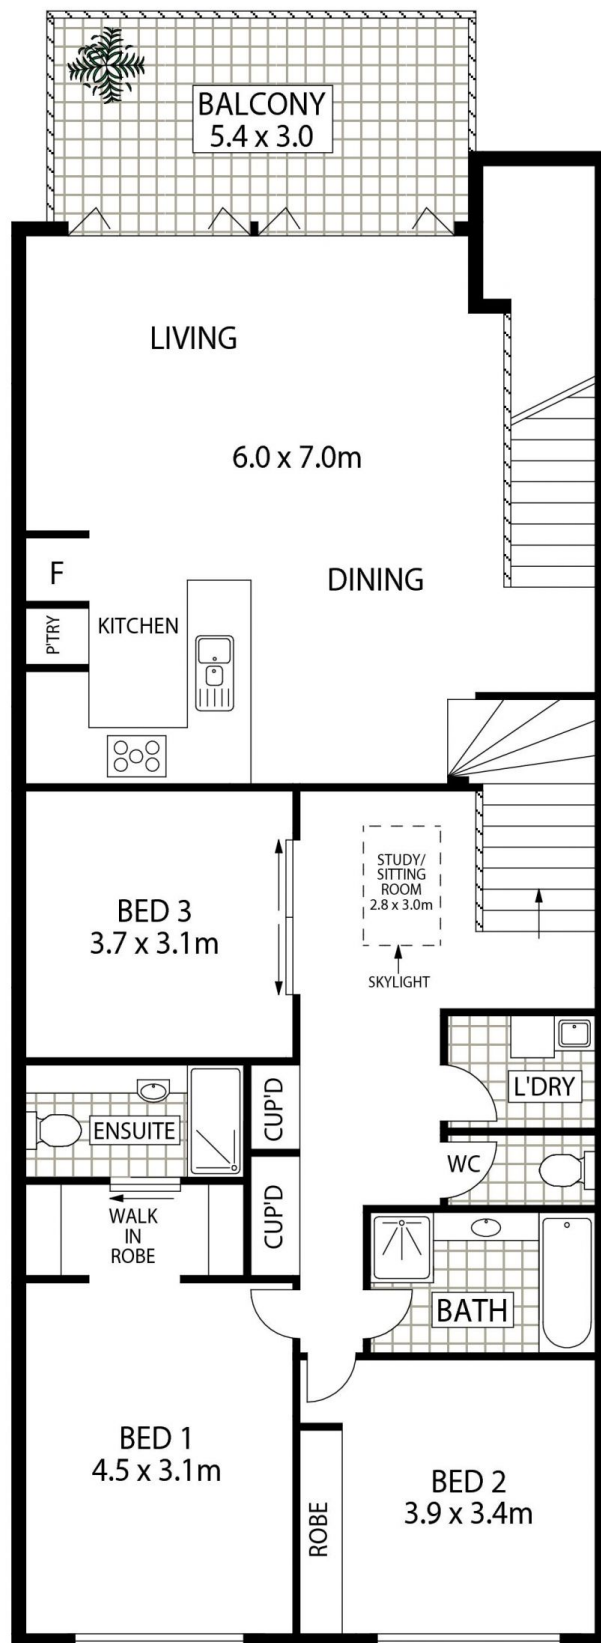 BALCONY
5.4 x 3.0
LIVING
6.0 x 7.0m
DINING
F
P'TRY
KITCHEN
BED 3
3.7 x 3.1m
STUDY/
SITTING
ROOM
2.8 x 3.0m
SKYLIGHT
L'DRY
CUP'D
ENSUITE
WC
CUP'D
WALK
IN
ROBE
BATH
BED 1
4.5 x 3.1m
BED 2
3.9 x 3.4m
ROBE